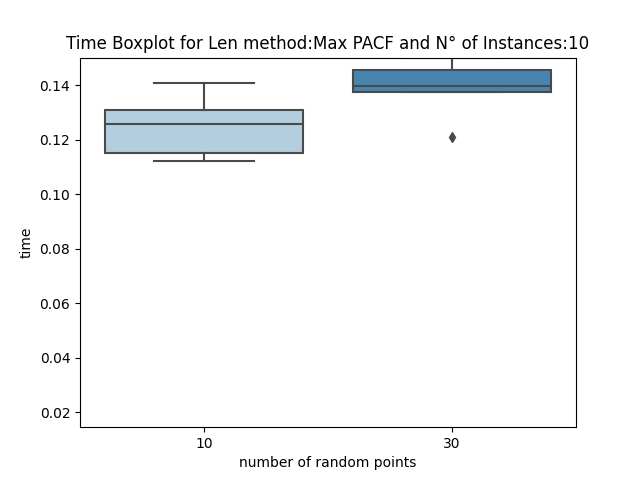 Time Boxplot for Len method:Max PACF and N° of Instances:10
0.14
0.12
0.10
0.08
0.06
0.04
0.02
time
10 30
number of random points